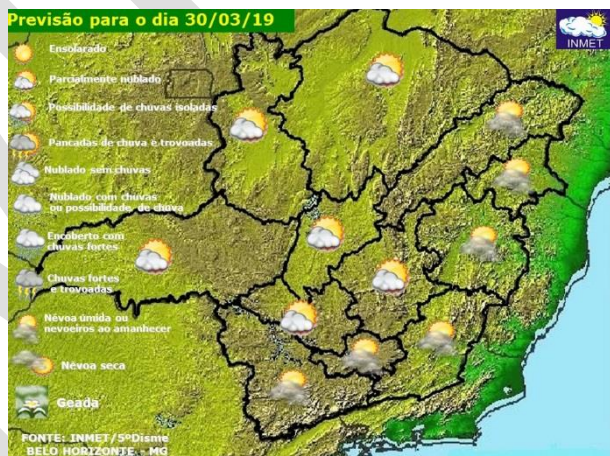 Previsão para o dia 30/03/19
INMET
Ensolarado
Parcialmente nublado
Possibilidade de chuvas isoladas
Pancadas de chuva e trovoadas
Nublado sem chuvas
Nublado com chuvas
ou possibilidade de chuva
Encoberto com
chuvas fortes
Chuvas fortes
e trovoadas
Névoa úmida ou
nevoeiros ao amanhecer
Névoa seca
Geada
FONTE: INMET/5ºDisme
BELO HORIZONTE - MG